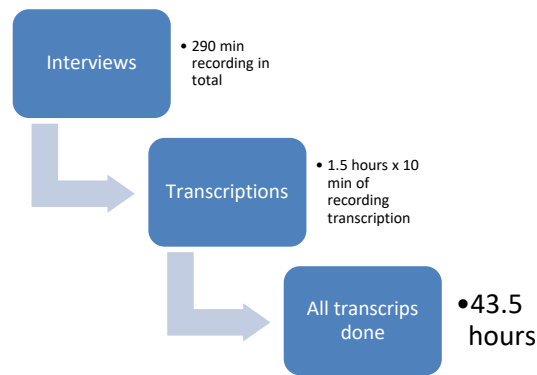 Interviews
• 290 min
recording in
total
Transcriptions
• 1.5 hours x 10
min of
recording
transcription
All transcrips
done
•43.5
hours